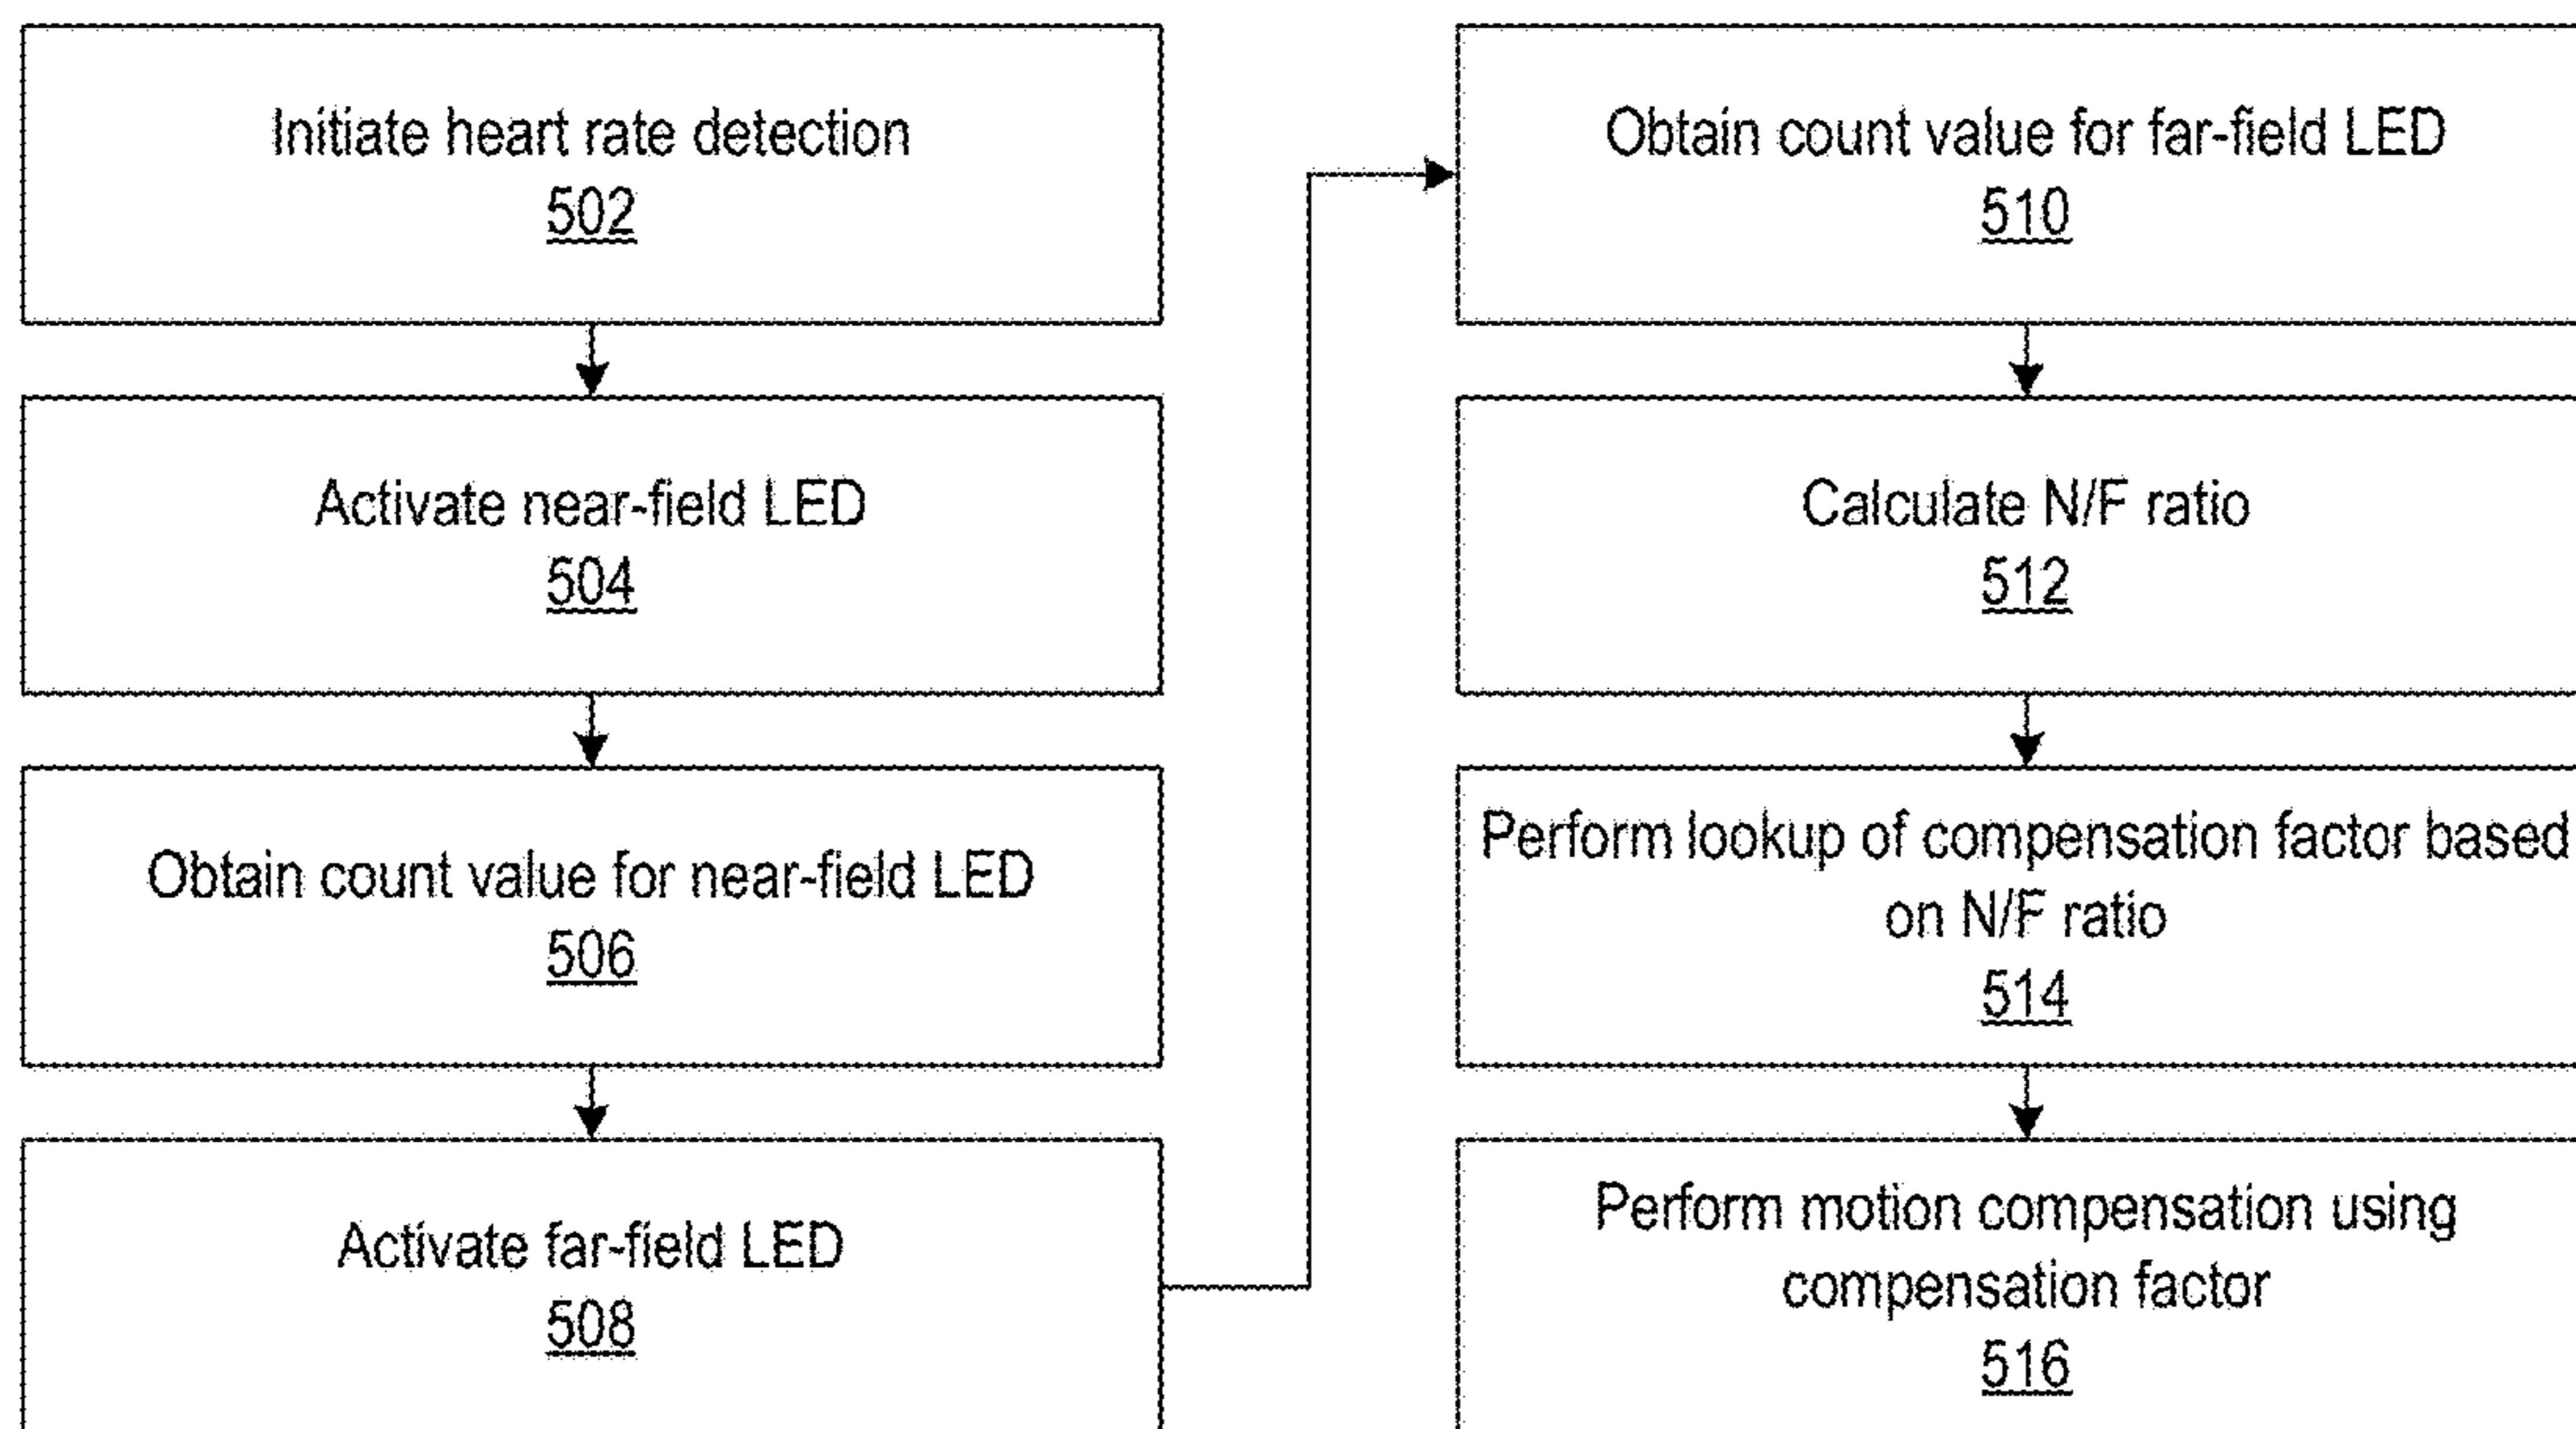 Initiate heart rate detection
502
Activate near-field LED
504
Obtain count value for near-field LED
506
Activate far-field LED
508
Obtain count value for far-field LED
510
Calculate N/F ratio
512
Perform lookup of compensation factor based
on N/F ratio
514
Perform motion compensation using
compensation factor
516